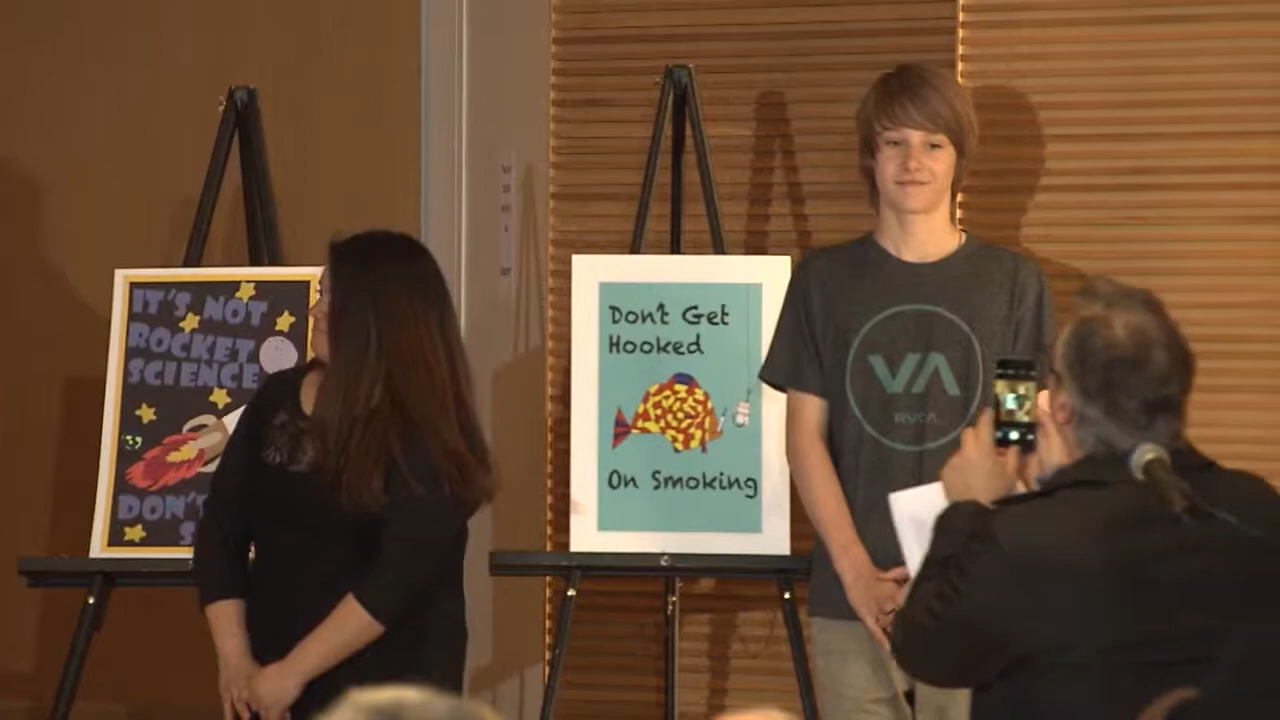 IT'S NOT
ROCKET
SCIENCE
DON'T
S
Don't Get
Hooked
On Smoking
VA
RVCA